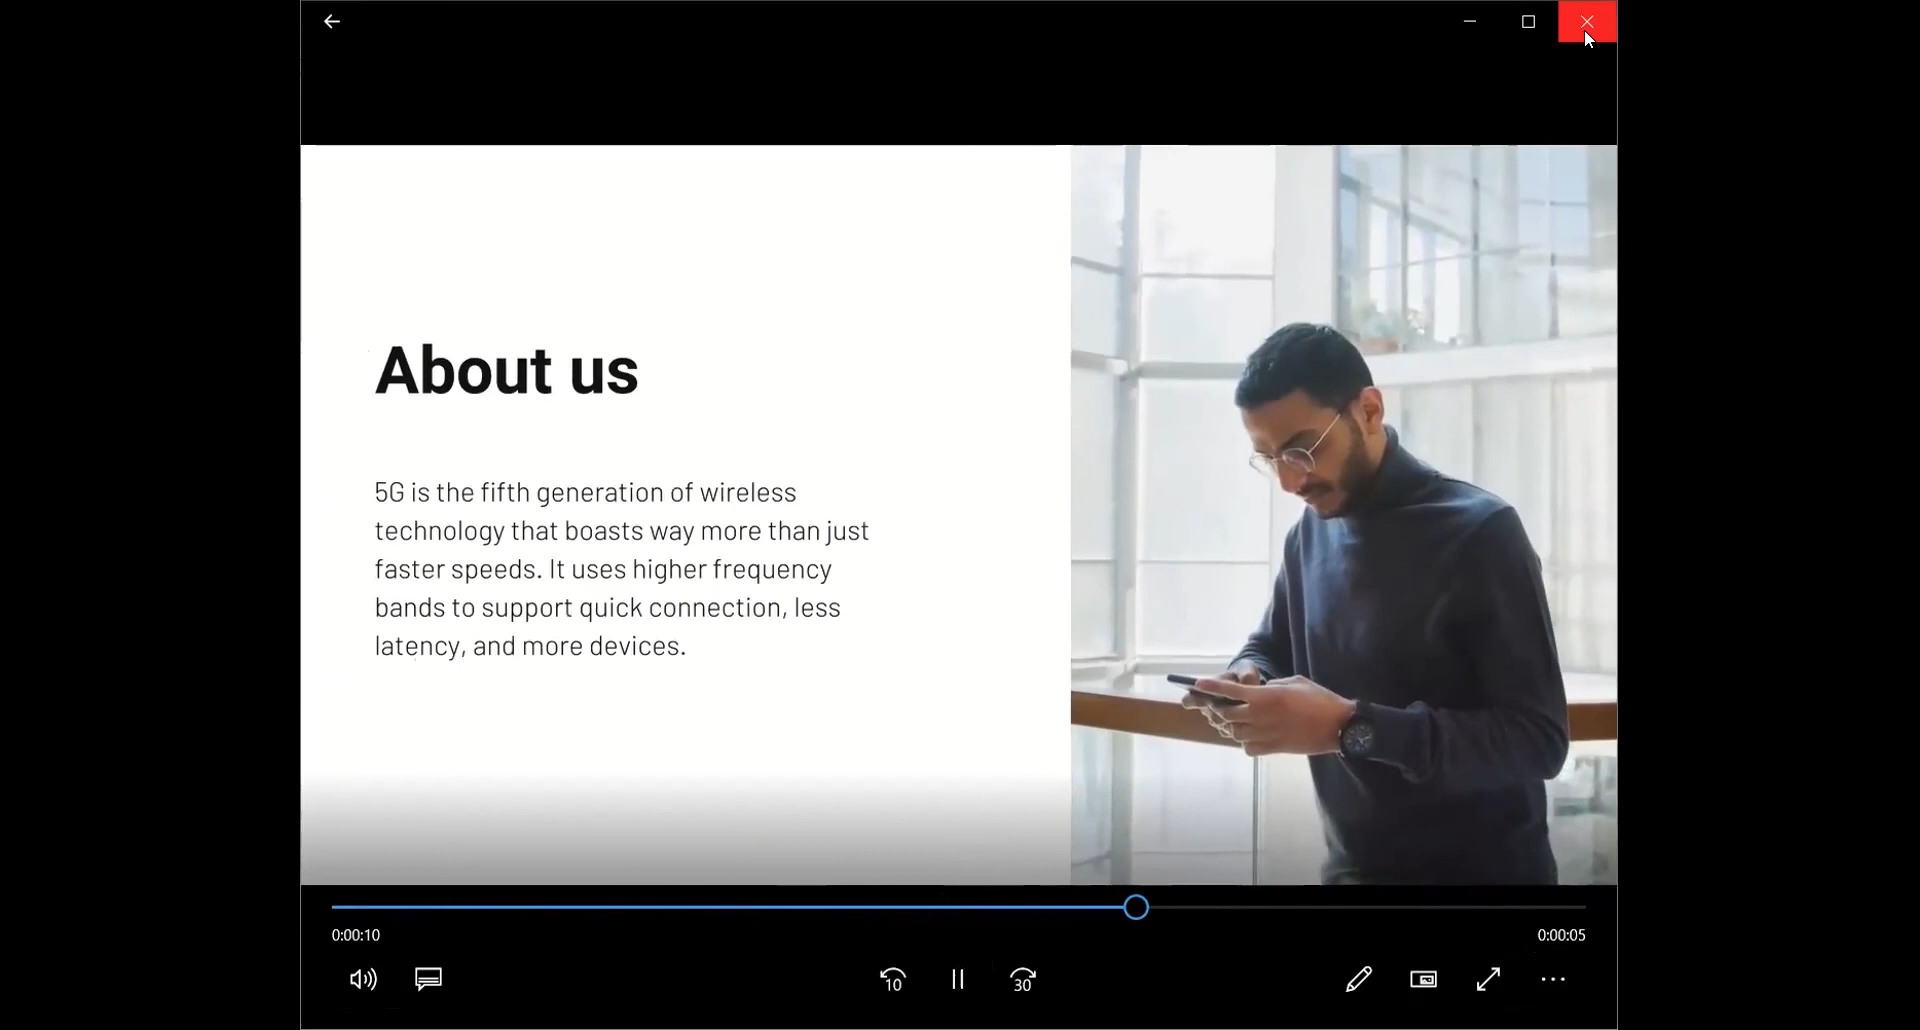 About us
5G is the fifth generation of wireless
technology that boasts way more than just
faster speeds. It uses higher frequency
bands to support quick connection, less
latency, and more devices.
0:00:10
0:00:05
10
30